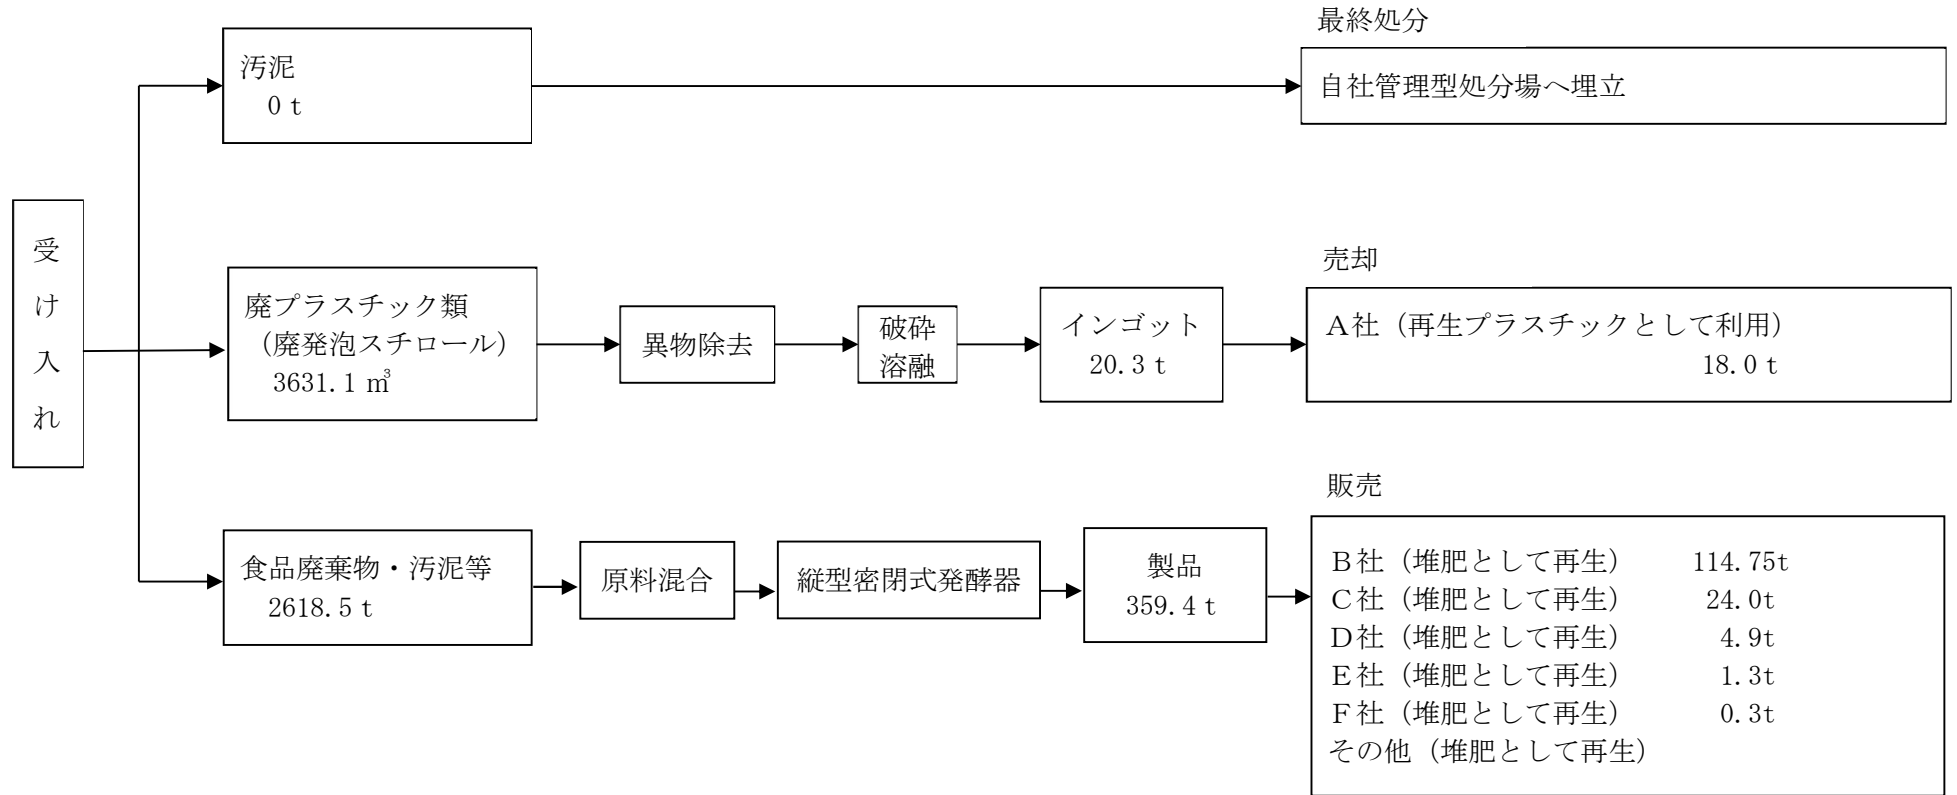 受け入れ
汚泥
0 t
最終処分
自社管理型処分場へ埋立
廃プラスチック類
(廃発泡スチロール)
3631.1 ㎥
異物除去
破砕
溶融
インゴット
20.3 t
売却
A社(再生プラスチックとして利用)
18.0 t
食品廃棄物・汚泥等
2618.5 t
原料混合
縦型密閉式発酵器
製品
359.4 t
販売
B社(堆肥として再生) 114.75t
C社(堆肥として再生) 24.0t
D社(堆肥として再生) 4.9t
E社(堆肥として再生) 1.3t
F社(堆肥として再生) 0.3t
その他(堆肥として再生)